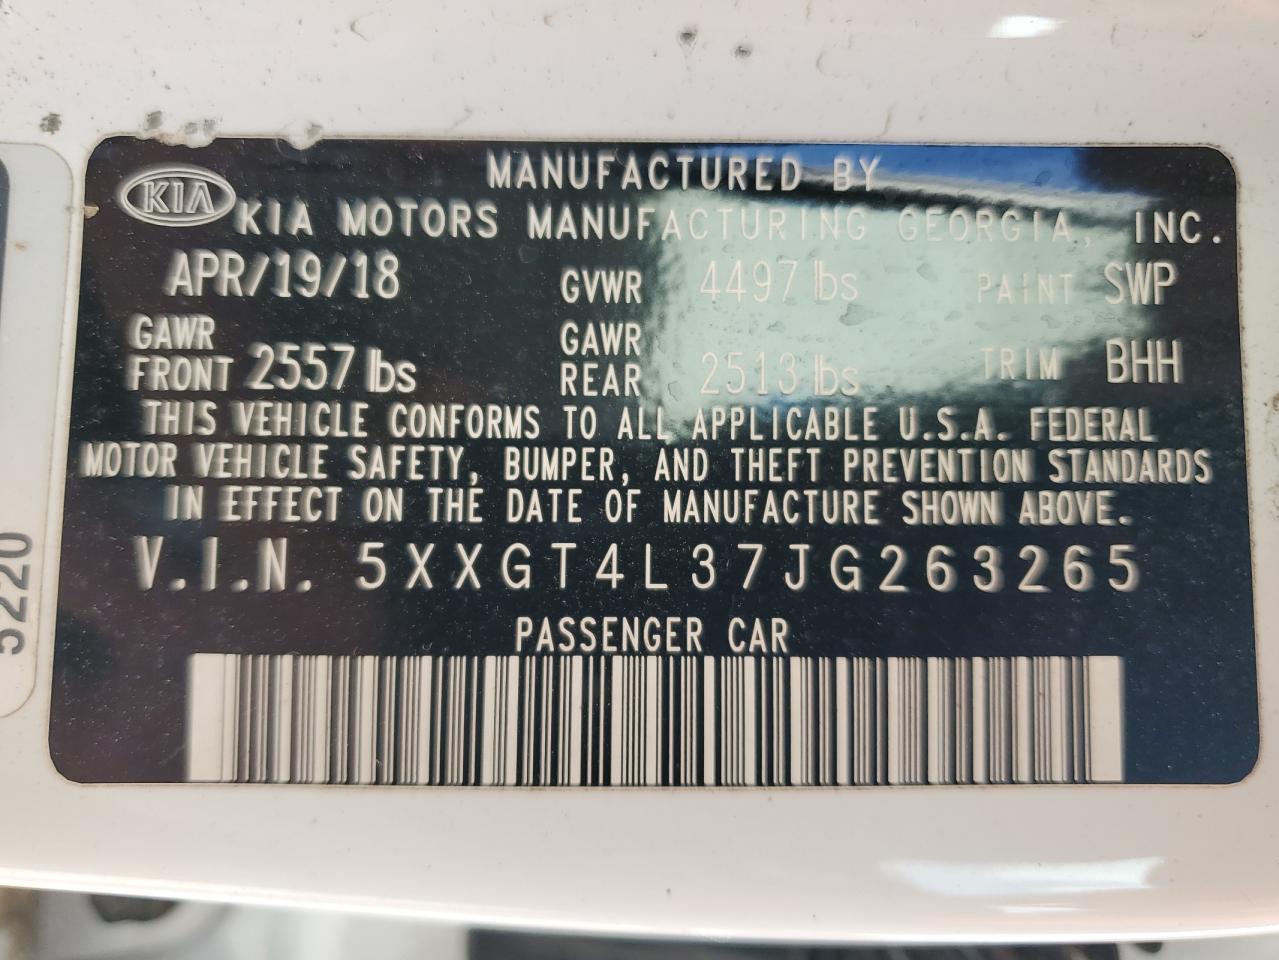 MANUFACTURED BY
KIA KIA MOTORS MANUFACTURING GEORGIA, INC.
APR/19/18 GVWR 4497 lbs PAINT SWP
GAWR FRONT 2557 lbs GAWR REAR 2513 lbs TRIM BHH
THIS VEHICLE CONFORMS TO ALL APPLICABLE U.S.A. FEDERAL
MOTOR VEHICLE SAFETY, BUMPER, AND THEFT PREVENTION STANDARDS
IN EFFECT ON THE DATE OF MANUFACTURE SHOWN ABOVE.
V.I.N. 5XXGT4L37JG263265
PASSENGER CAR
5220